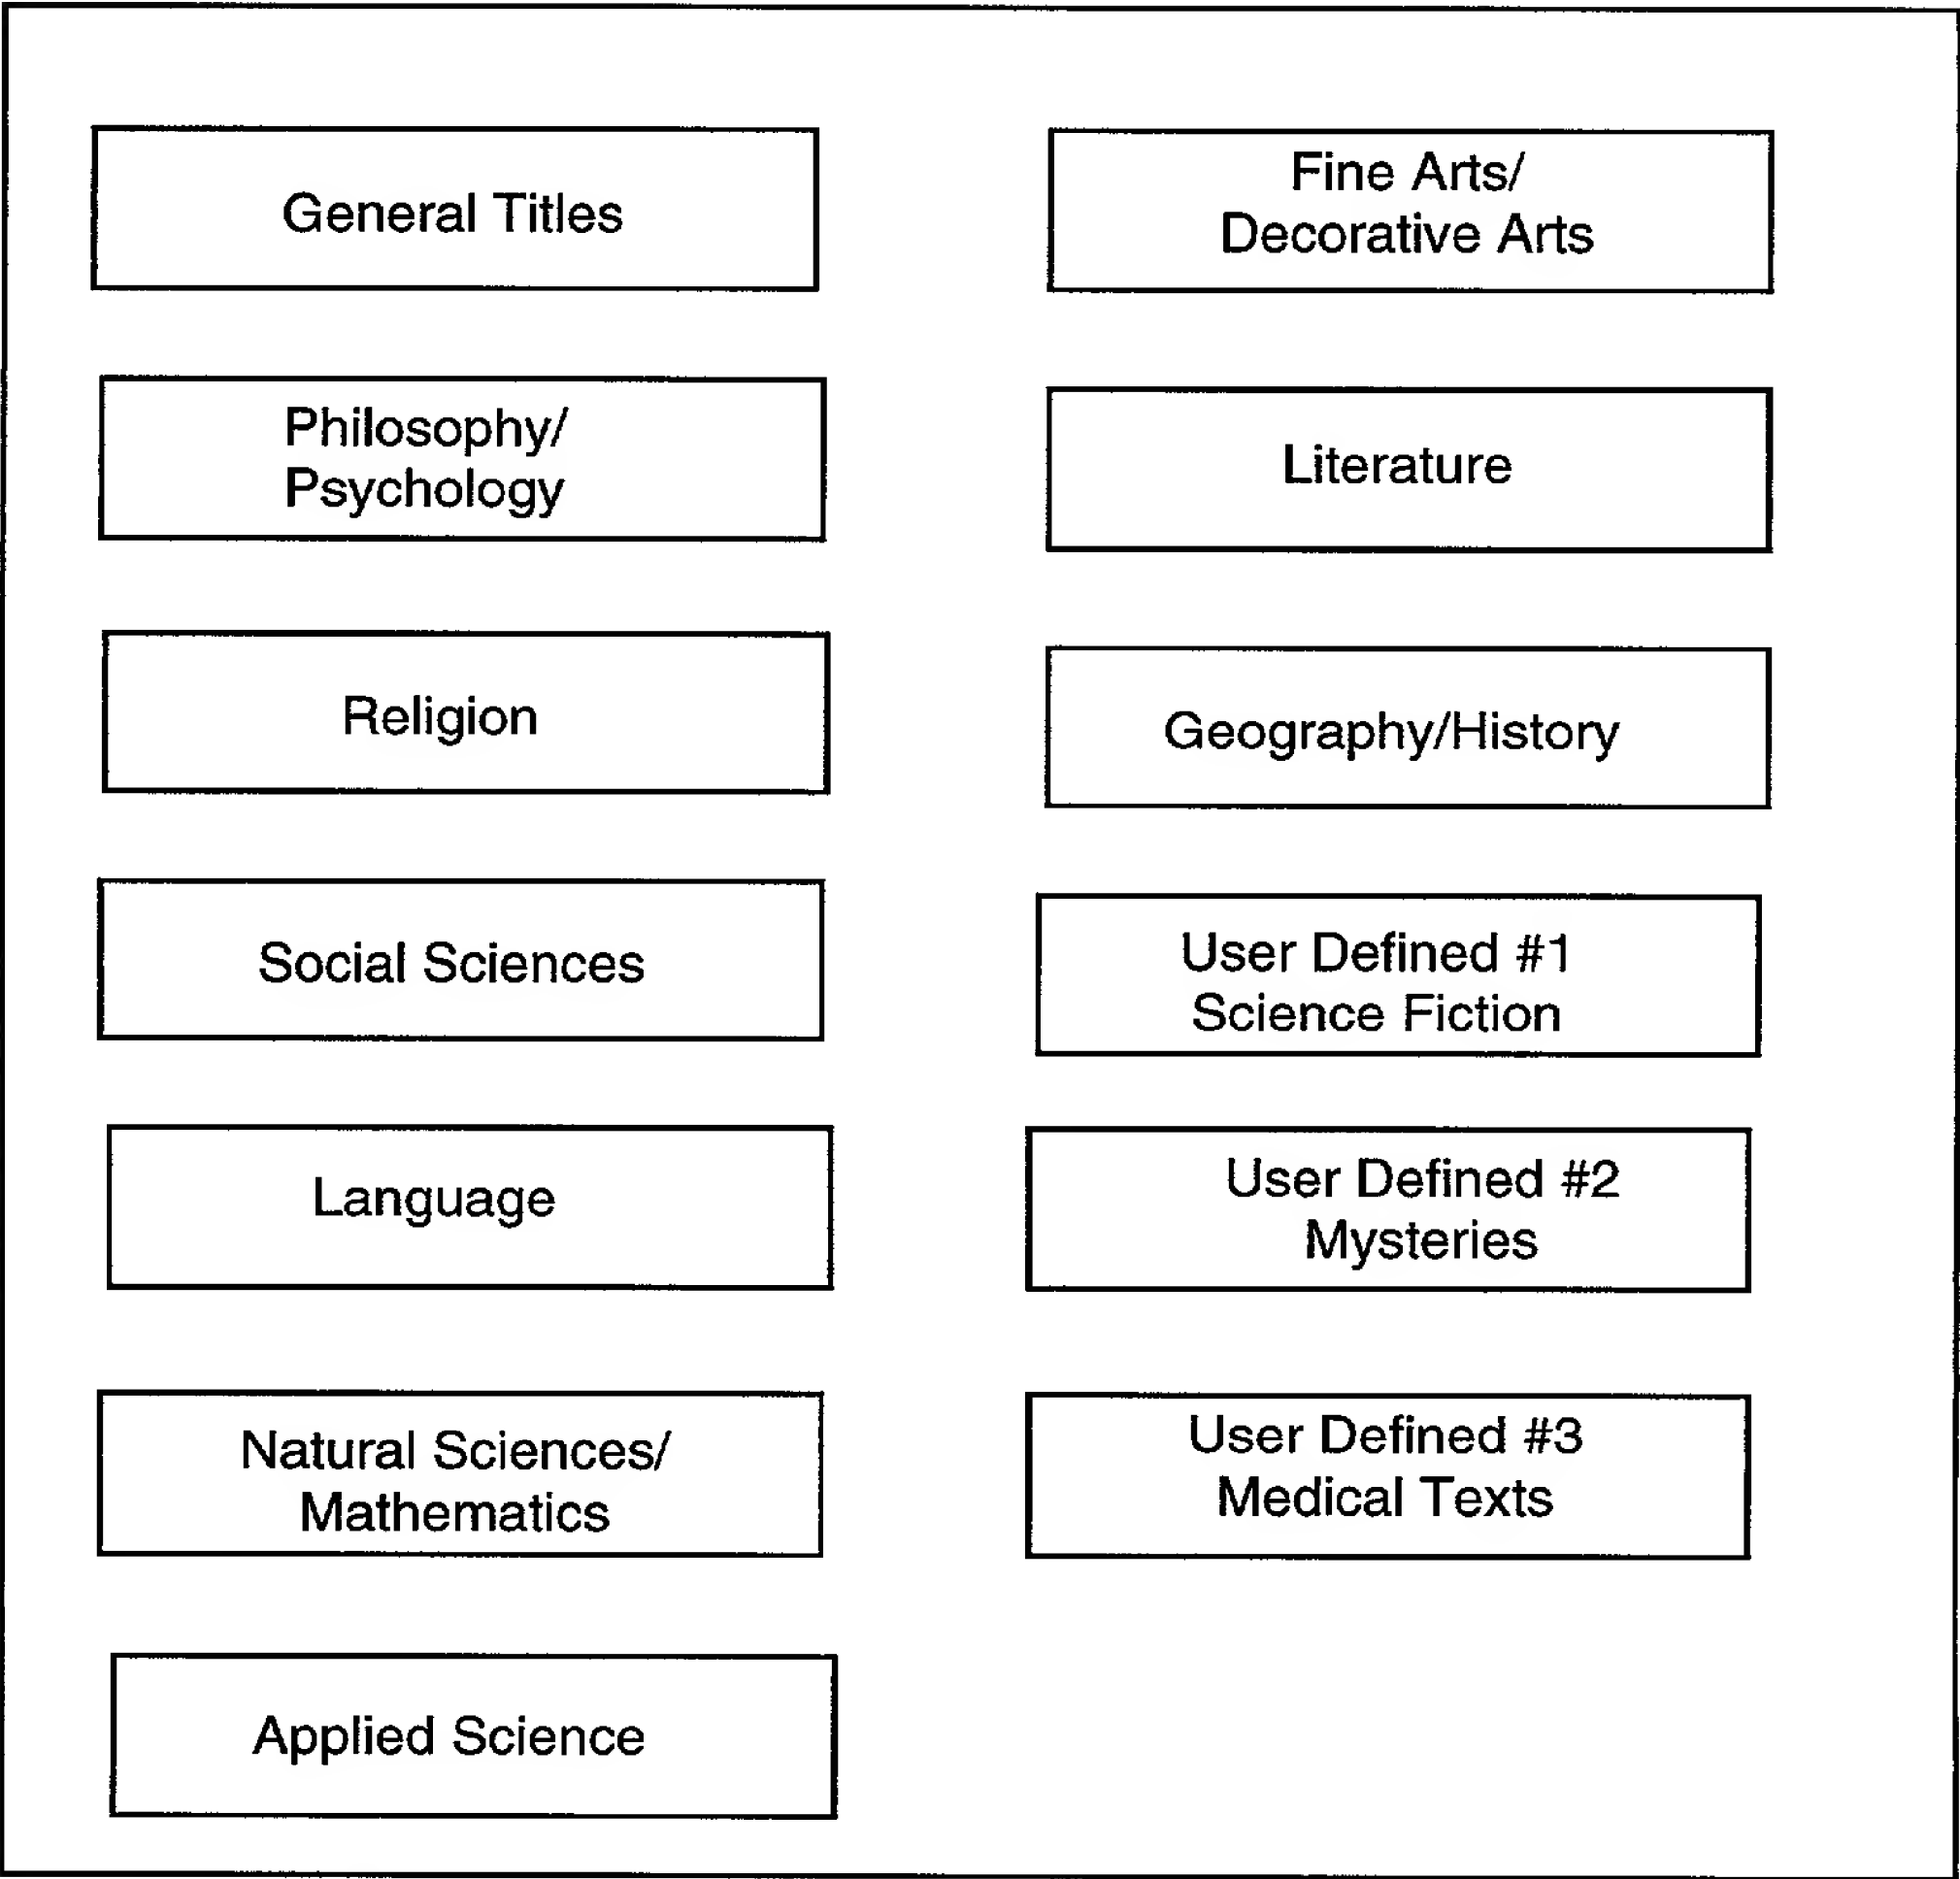 General Titles
Philosophy/
Psychology
Religion
Social Sciences
Language
Natural Sciences/
Mathematics
Applied Science
Fine Arts/
Decorative Arts
Literature
Geography/History
User Defined #1
Science Fiction
User Defined #2
Mysteries
User Defined #3
Medical Texts